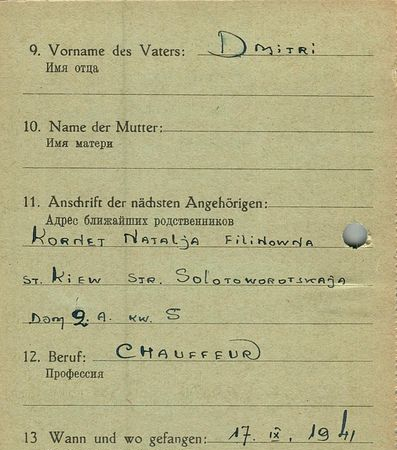 9. Vorname des Vaters: Dmitri
Имя отца
10. Name der Mutter:
Имя матери
11. Anschrift der nächsten Angehörigen:
Адрес ближайших родственников
Kornet Natalja Filinowna
st. Kiew str. Solotoworotskaja
Dom 2. A. kw. 5
12. Beruf: Chauffeur
Профессия
13 Wann und wo gefangen: 17. IX. 1941